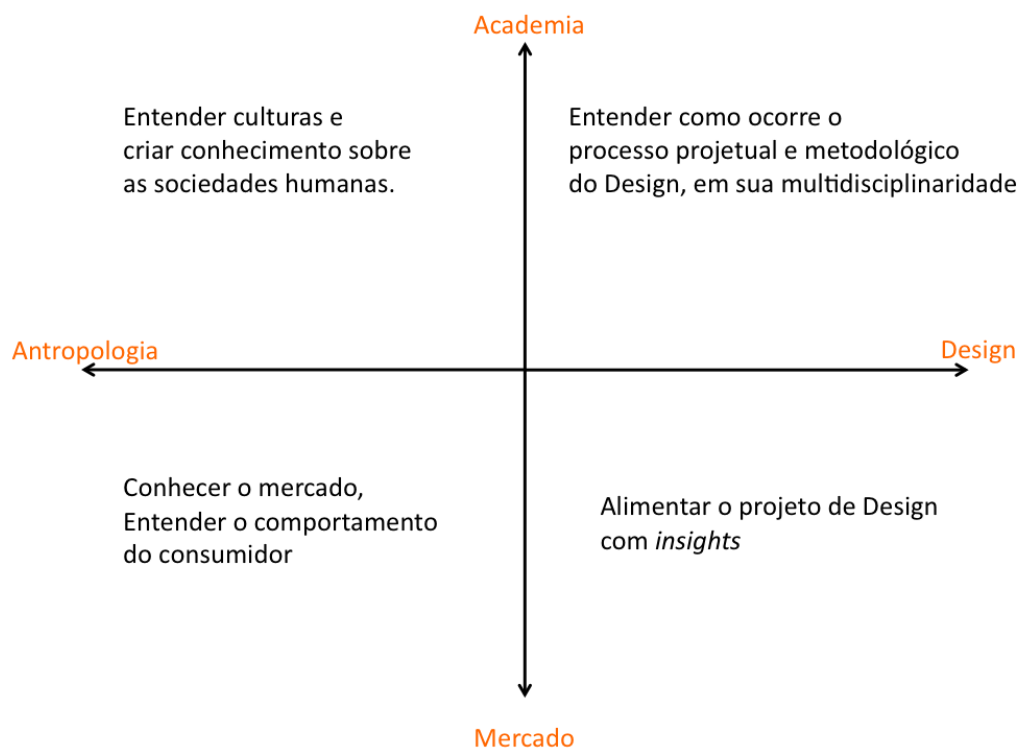 Academia
Entender culturas e
criar conhecimento sobre
as sociedades humanas.
Entender como ocorre o
processo projetual e metodológico
do Design, em sua multidisciplinaridade
Antropologia
Design
Conhecer o mercado,
Entender o comportamento
do consumidor
Alimentar o projeto de Design
com insights
Mercado